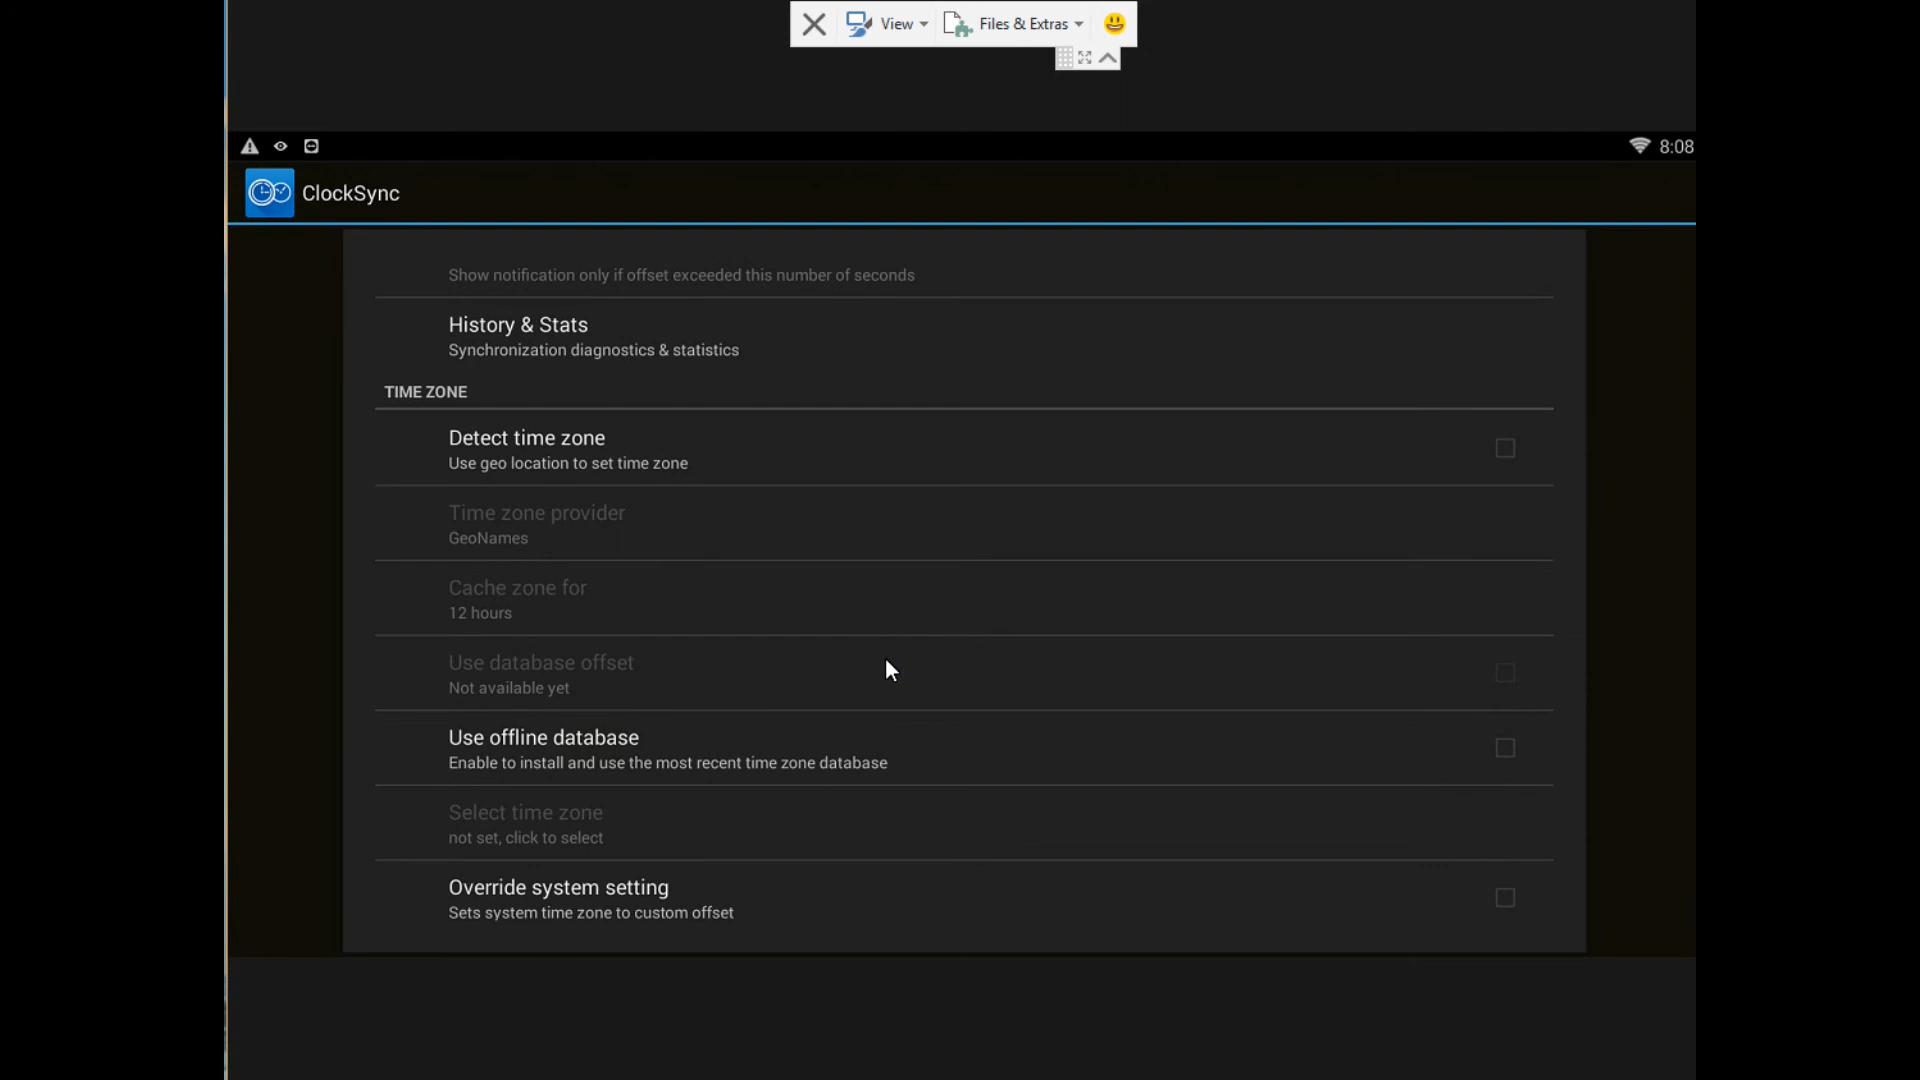 View
Files & Extras
8:08
ClockSync
Show notification only if offset exceeded this number of seconds
History & Stats
Synchronization diagnostics & statistics
TIME ZONE
Detect time zone
Use geo location to set time zone
Time zone provider
GeoNames
Cache zone for
12 hours
Use database offset
Not available yet
Use offline database
Enable to install and use the most recent time zone database
Select time zone
not set, click to select
Override system setting
Sets system time zone to custom offset